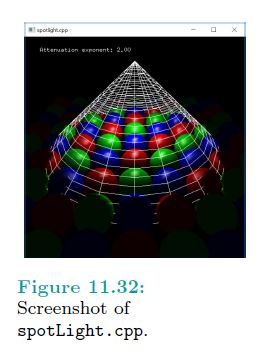 spotlight.cpp
Attenuation exponent: 2.00
Figure 11.32:
Screenshot of
spotLight.cpp.